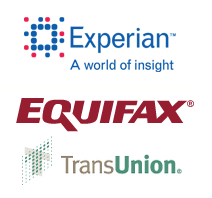 Experian™
A world of insight
EQUIFAX®
TransUnion®